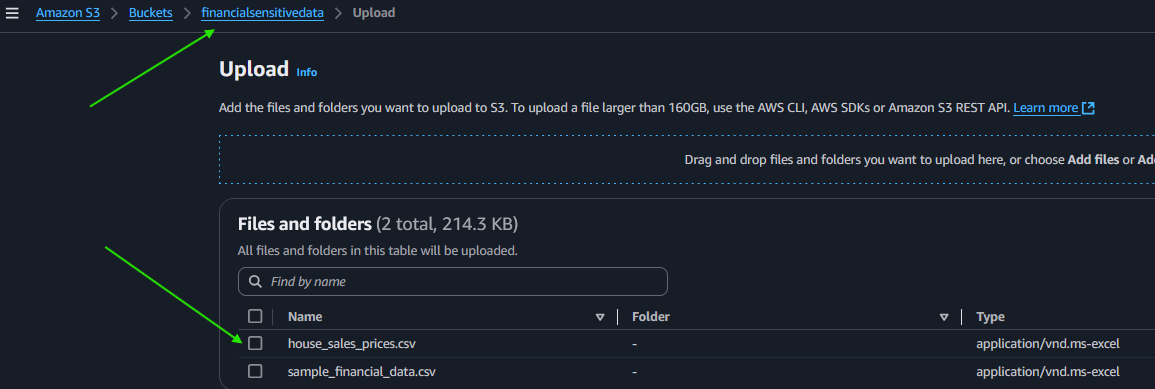 Amazon S3 > Buckets > financialsensitivedata > Upload
Upload Info
Add the files and folders you want to upload to S3. To upload a file larger than 160GB, use the AWS CLI, AWS SDKs or Amazon S3 REST API. Learn more
Drag and drop files and folders you want to upload here, or choose Add files or Ad
Files and folders (2 total, 214.3 KB)
All files and folders in this table will be uploaded.
Find by name
Name Folder Type
house_sales_prices.csv - application/vnd.ms-excel
sample_financial_data.csv - application/vnd.ms-excel